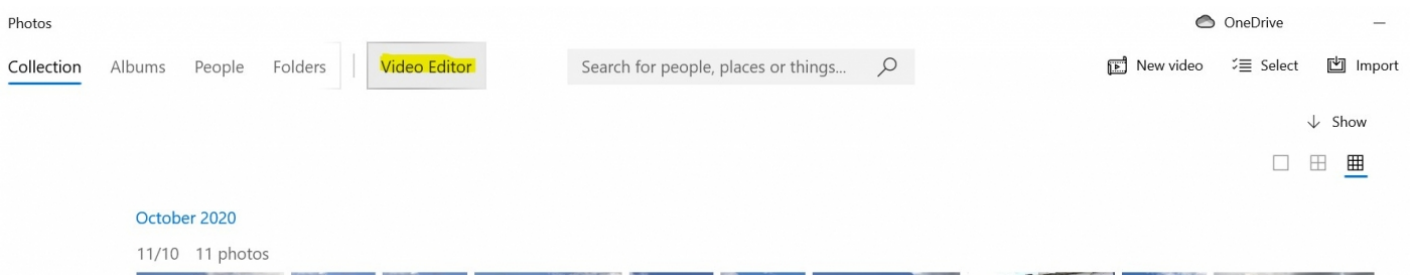 Photos OneDrive
Collection Albums People Folders Video Editor Search for people, places or things... New video Select Import
Show
October 2020
11/10 11 photos